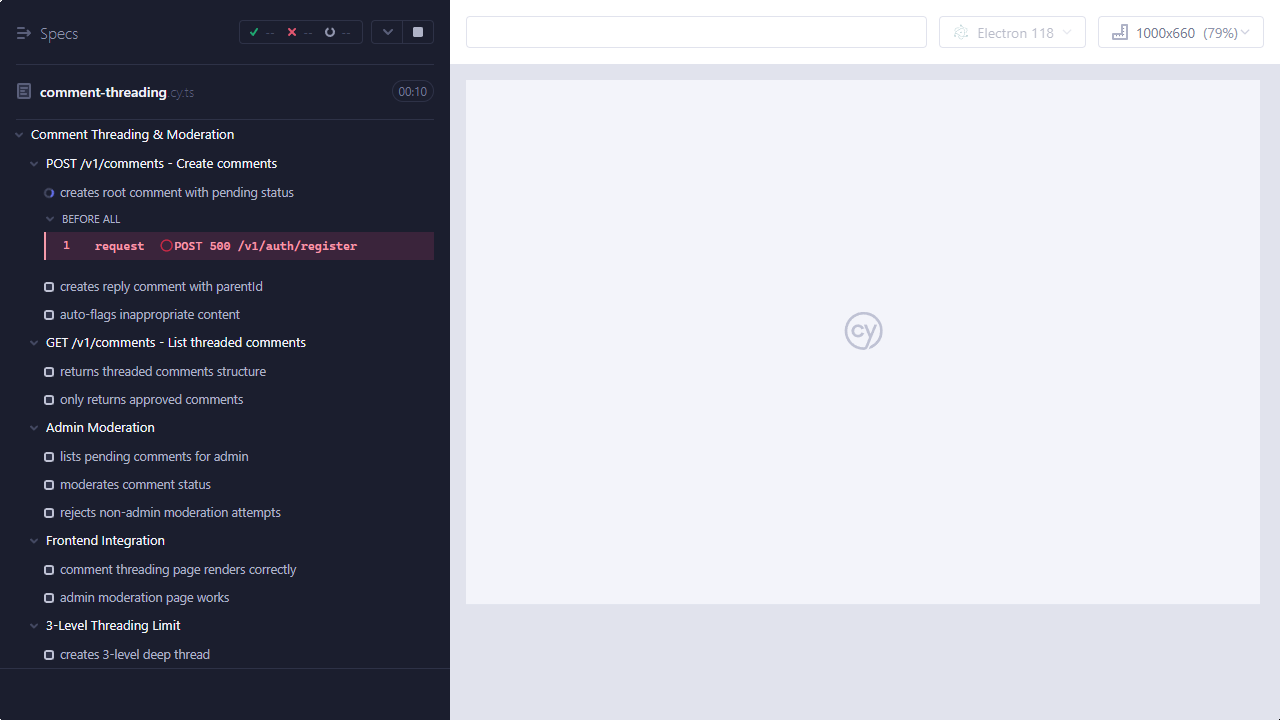 Specs
--
--
--
comment-threading.cy.ts
00:10
Comment Threading & Moderation
POST /v1/comments - Create comments
creates root comment with pending status
BEFORE ALL
1 request POST 500 /v1/auth/register
creates reply comment with parentId
auto-flags inappropriate content
GET /v1/comments - List threaded comments
returns threaded comments structure
only returns approved comments
Admin Moderation
lists pending comments for admin
moderates comment status
rejects non-admin moderation attempts
Frontend Integration
comment threading page renders correctly
admin moderation page works
3-Level Threading Limit
creates 3-level deep thread
Electron 118
1000x660 (79%)
cy